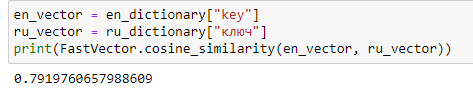 en_vector = en_dictionary["key"]
ru_vector = ru_dictionary["ключ"]
print(FastVector.cosine_similarity(en_vector, ru_vector))
0.7919760657988609